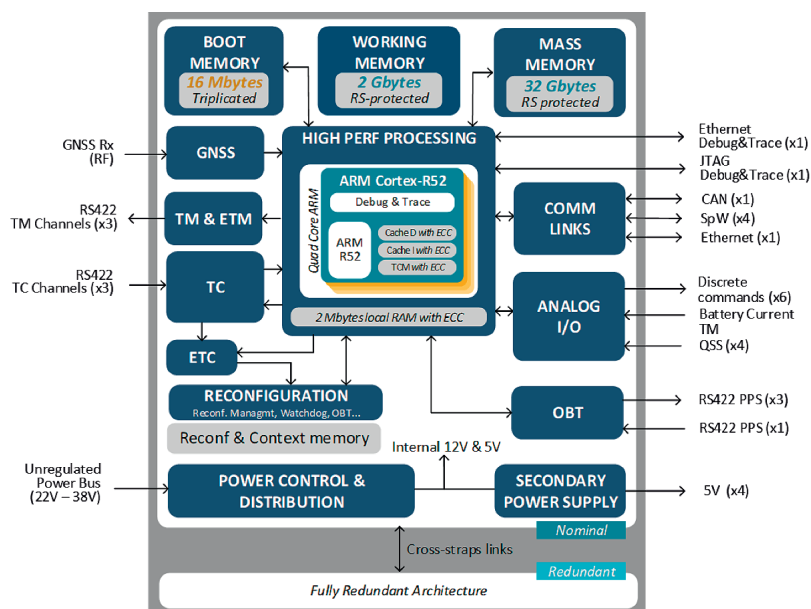 BOOT
MEMORY
16 Mbytes
Triplicated
WORKING
MEMORY
2 Gbytes
RS-protected
MASS
MEMORY
32 Gbytes
RS protected
GNSS Rx
(RF)
GNSS
HIGH PERF PROCESSING
Quad Core ARM
ARM Cortex-R52
Debug & Trace
ARM
R52
Cache D with ECC
Cache I with ECC
TCM with ECC
2 Mbytes local RAM with ECC
Ethernet
Debug&Trace (x1)
JTAG
Debug&Trace (x1)
RS422
TM Channels (x3)
TM & ETM
COMM
LINKS
CAN (x1)
SpW (x4)
Ethernet (x1)
RS422
TC Channels (x3)
TC
ANALOG
I/O
Discrete
commands (x6)
Battery Current
TM
QSS (x4)
ETC
RECONFIGURATION
Reconf. Managmt, Watchdog, OBT...
Reconf & Context memory
OBT
RS422 PPS (x3)
RS422 PPS (x1)
Internal 12V & 5V
Unregulated
Power Bus
(22V – 38V)
POWER CONTROL &
DISTRIBUTION
SECONDARY
POWER SUPPLY
5V (x4)
Nominal
Cross-straps links
Redundant
Fully Redundant Architecture